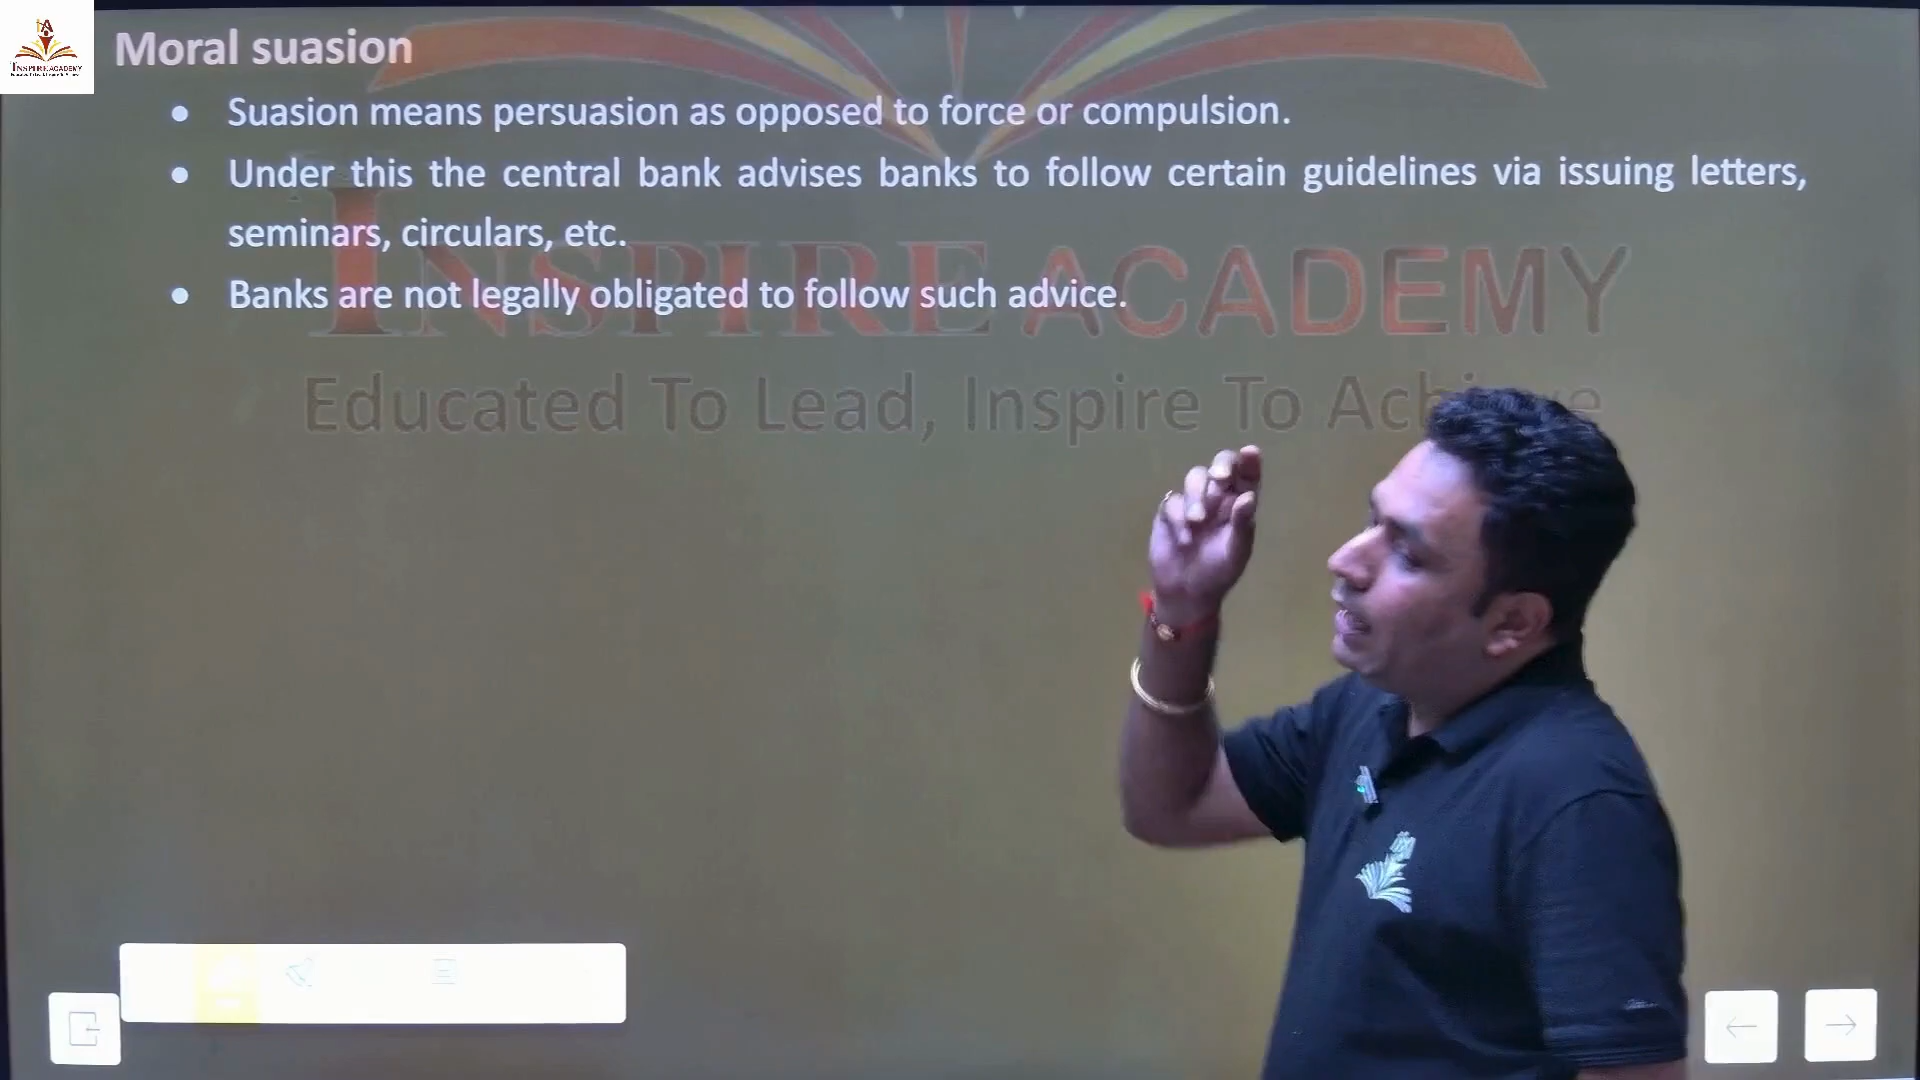 INSPIRE ACADEMY
Moral suasion
• Suasion means persuasion as opposed to force or compulsion.
• Under this the central bank advises banks to follow certain guidelines via issuing letters,
seminars, circulars, etc.
• Banks are not legally obligated to follow such advice.
INSPIRE ACADEMY
Educated To Lead, Inspire To